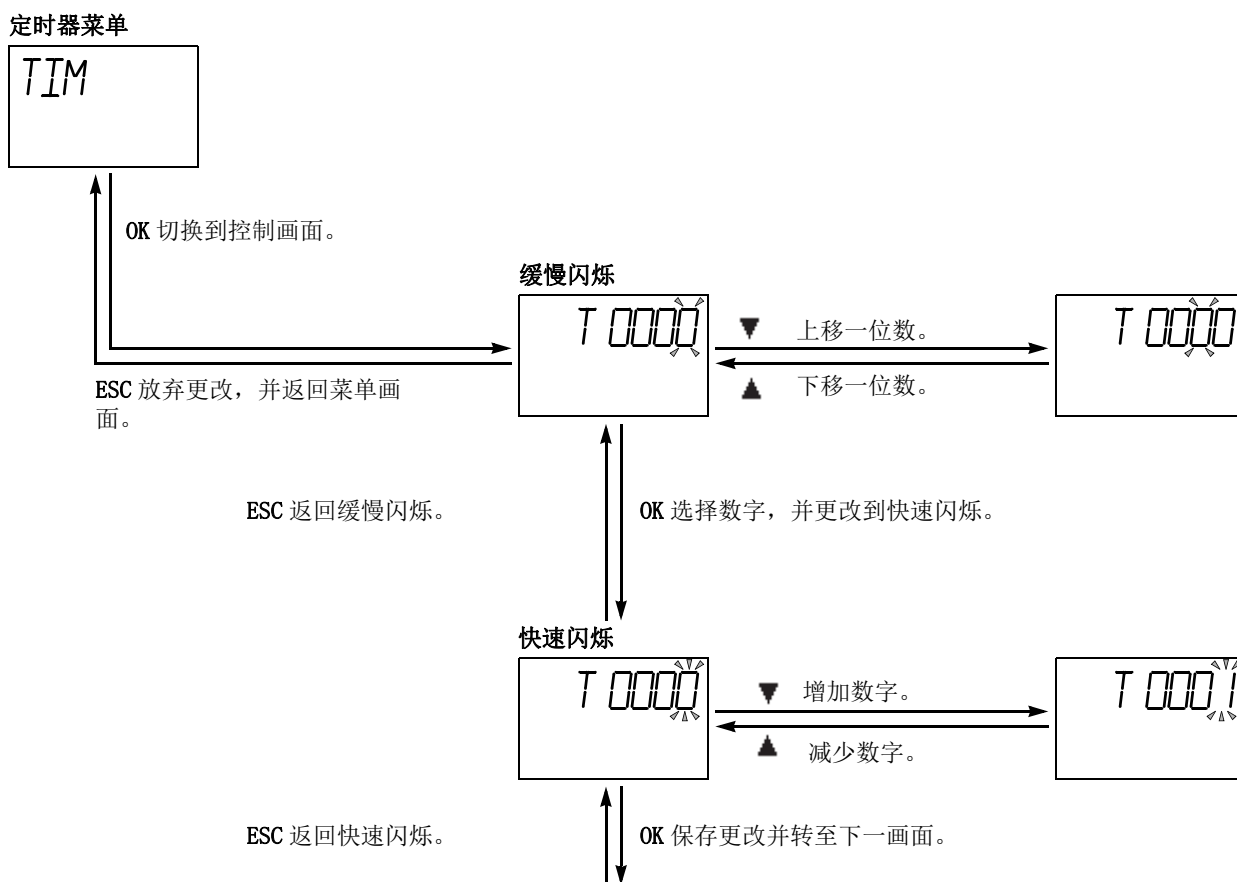 定时器菜单
TIM
OK 切换到控制画面。
缓慢闪烁
T 0000
▼ 上移一位数。
T 0000
▲ 下移一位数。
ESC 放弃更改，并返回菜单画
面。
ESC 返回缓慢闪烁。
OK 选择数字，并更改到快速闪烁。
快速闪烁
T 0000
▼ 增加数字。
T 0001
▲ 减少数字。
ESC 返回快速闪烁。
OK 保存更改并转至下一画面。